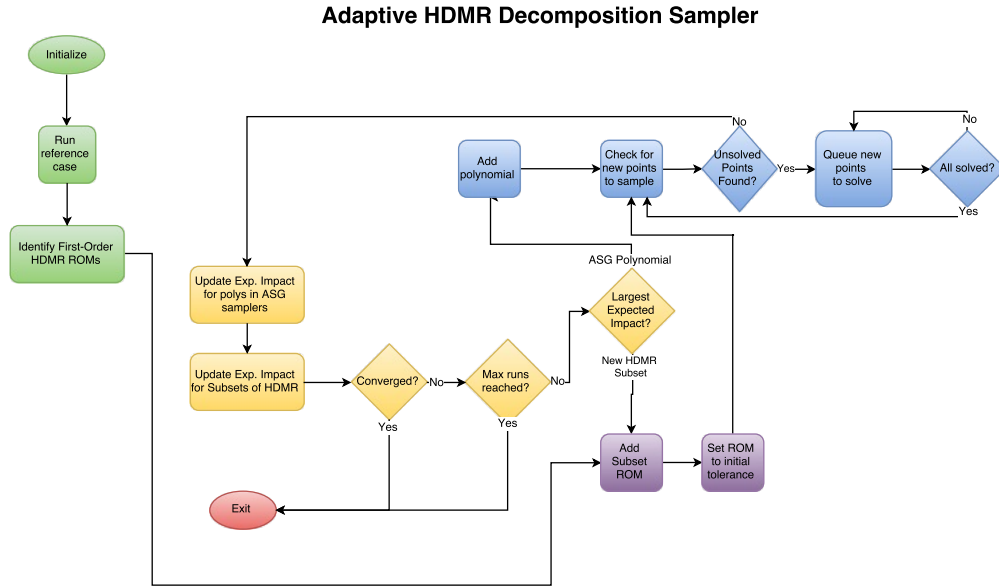 Adaptive HDMR Decomposition Sampler
Initialize
Run
reference
case
Identify First-Order
HDMR ROMs
No
Add
polynomial
Check for
new points
to sample
Unsolved
Points
Found?
Yes
Queue new
points
to solve
No
All solved?
Yes
ASG Polynomial
Update Exp. Impact
for polys in ASG
samplers
Largest
Expected
Impact?
Update Exp. Impact
for Subsets of HDMR
Converged?
No
Max runs
reached?
No
New HDMR
Subset
Yes
Yes
Add
Subset
ROM
Set ROM
to initial
tolerance
Exit